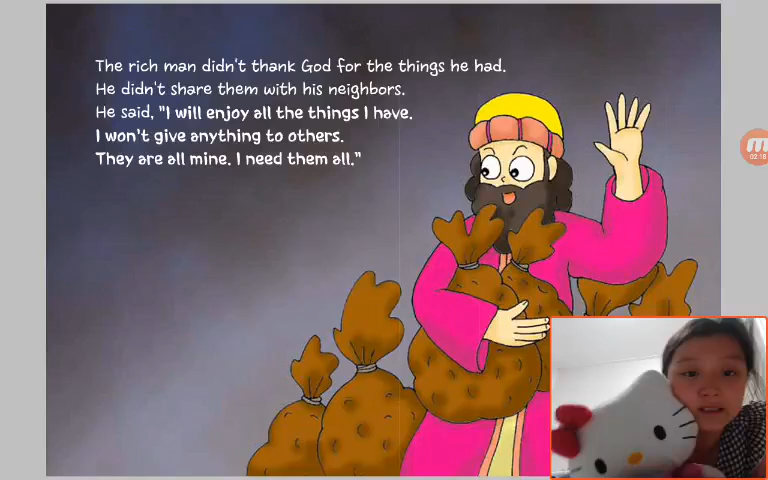 The rich man didn't thank God for the things he had.
He didn't share them with his neighbors.
He said, "I will enjoy all the things I have.
I won't give anything to others.
They are all mine. I need them all."
02:18